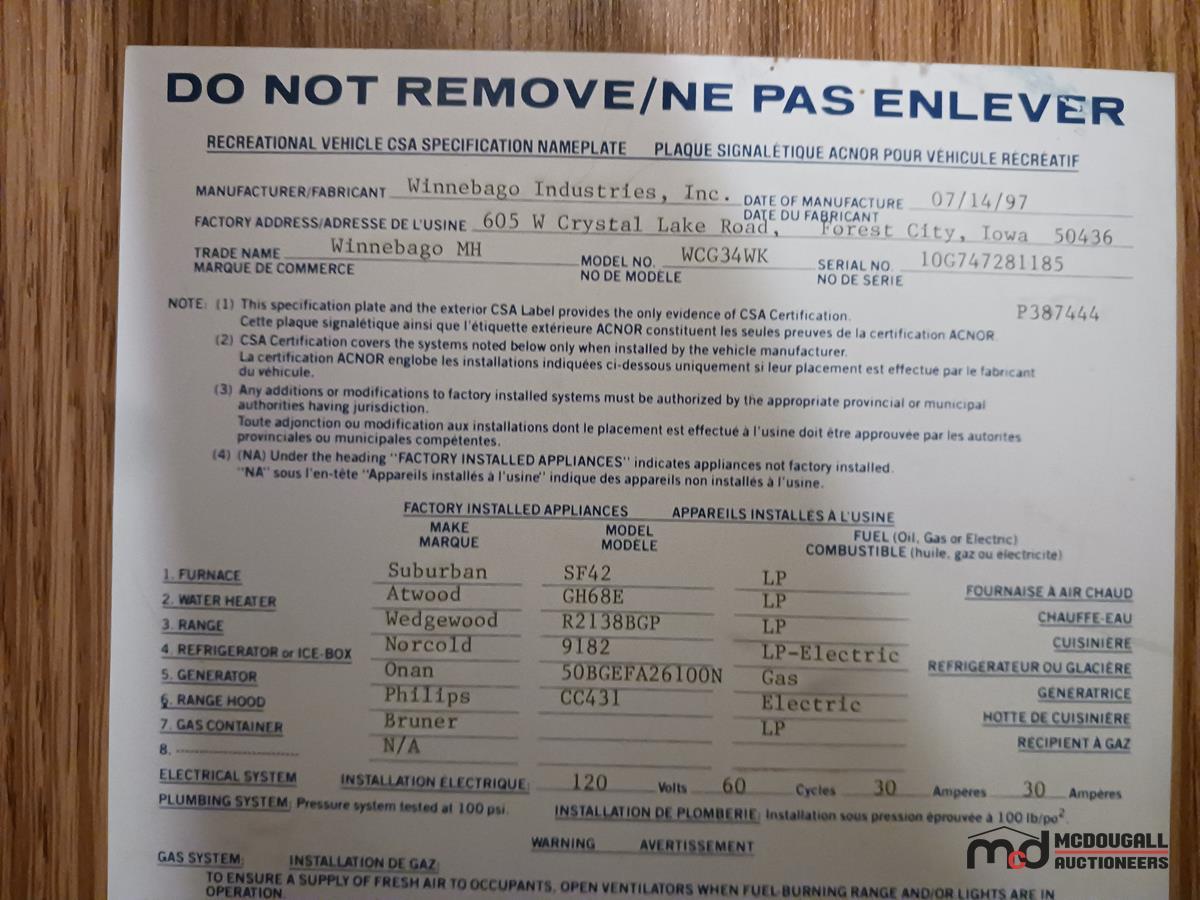 DO NOT REMOVE/NE PAS ENLEVER
RECREATIONAL VEHICLE CSA SPECIFICATION NAMEPLATE PLAQUE SIGNALÉTIQUE ACNOR POUR VÉHICULE RÉCRÉATIF
MANUFACTURER/FABRICANT Winnebago Industries, Inc. DATE OF MANUFACTURE 07/14/97
DATE DU FABRICANT
FACTORY ADDRESS/ADRESSE DE L'USINE 605 W Crystal Lake Road, Forest City, Iowa 50436
TRADE NAME Winnebago MH MODEL NO. WCG34WK SERIAL NO. 10G747281185
MARQUE DE COMMERCE NO DE MODÈLE NO DE SÉRIE
P387444
NOTE: (1) This specification plate and the exterior CSA Label provides the only evidence of CSA Certification.
Cette plaque signalétique ainsi que l'étiquette extérieure ACNOR constituent les seules preuves de la certification ACNOR.
(2) CSA Certification covers the systems noted below only when installed by the vehicle manufacturer.
La certification ACNOR englobe les installations indiquées ci-dessous uniquement si leur placement est effectué par le fabricant
du véhicule.
(3) Any additions or modifications to factory installed systems must be authorized by the appropriate provincial or municipal
authorities having jurisdiction.
Toute adjonction ou modification aux installations dont le placement est effectué à l'usine doit être approuvée par les autorites
provinciales ou municipales compétentes.
(4) (NA) Under the heading "FACTORY INSTALLED APPLIANCES" indicates appliances not factory installed.
"NA" sous l'en-tête "Appareils installés à l'usine" indique des appareils non installés à l'usine.
FACTORY INSTALLED APPLIANCES APPAREILS INSTALLÉS À L'USINE
MAKE MODEL FUEL (Oil, Gas or Electric)
MARQUE MODÈLE COMBUSTIBLE (huile, gaz ou électricité)
1. FURNACE Suburban SF42 LP FOURNAISE À AIR CHAUD
2. WATER HEATER Atwood GH68E LP CHAUFFE-EAU
3. RANGE Wedgewood R2138BGP LP CUISINIÈRE
4. REFRIGERATOR or ICE-BOX Norcold 9182 LP-Electric RÉFRIGÉRATEUR OU GLACIÈRE
5. GENERATOR Onan 50BGEFA26100N Gas GÉNÉRATRICE
6. RANGE HOOD Philips CC431 Electric HOTTE DE CUISINIÈRE
7. GAS CONTAINER Bruner LP RÉCIPIENT À GAZ
8. N/A
ELECTRICAL SYSTEM INSTALLATION ÉLECTRIQUE: 120 Volts 60 Cycles 30 Ampères 30 Ampères
PLUMBING SYSTEM: Pressure system tested at 100 psi. INSTALLATION DE PLOMBERIE: Installation sous pression éprouvée à 100 lb/po².
WARNING AVERTISSEMENT
GAS SYSTEM: INSTALLATION DE GAZ:
TO ENSURE A SUPPLY OF FRESH AIR TO OCCUPANTS, OPEN VENTILATORS WHEN FUEL-BURNING RANGE AND/OR LIGHTS ARE IN
OPERATION.
mcd MCDOUGALL
AUCTIONEERS